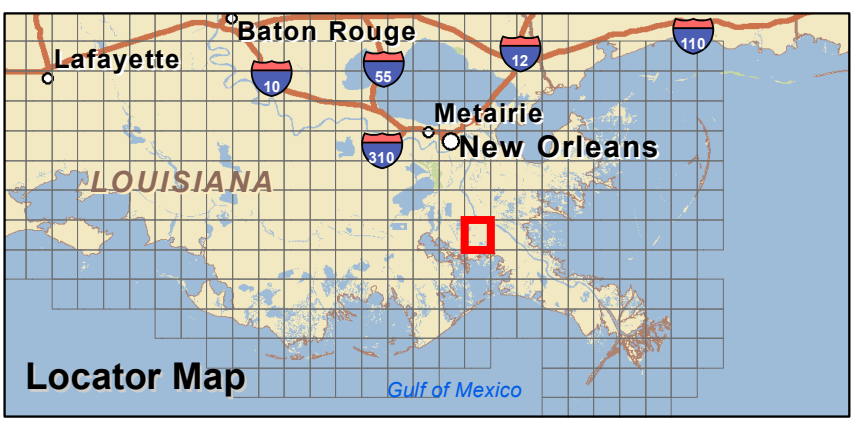 Baton Rouge
110
12
Lafayette
55
10
Metairie
New Orleans
310
LOUISIANA
Locator Map
Gulf of Mexico